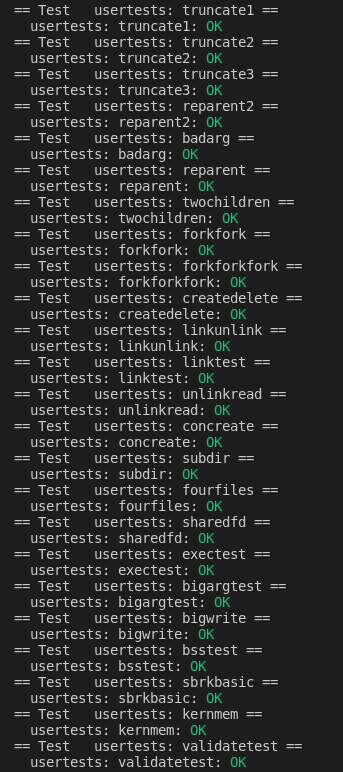 == Test   usertests: truncate1 ==
  usertests: truncate1: OK
== Test   usertests: truncate2 ==
  usertests: truncate2: OK
== Test   usertests: truncate3 ==
  usertests: truncate3: OK
== Test   usertests: reparent2 ==
  usertests: reparent2: OK
== Test   usertests: badarg ==
  usertests: badarg: OK
== Test   usertests: reparent ==
  usertests: reparent: OK
== Test   usertests: twochildren ==
  usertests: twochildren: OK
== Test   usertests: forkfork ==
  usertests: forkfork: OK
== Test   usertests: forkforkfork ==
  usertests: forkforkfork: OK
== Test   usertests: createdelete ==
  usertests: createdelete: OK
== Test   usertests: linkunlink ==
  usertests: linkunlink: OK
== Test   usertests: linktest ==
  usertests: linktest: OK
== Test   usertests: unlinkread ==
  usertests: unlinkread: OK
== Test   usertests: concreate ==
  usertests: concreate: OK
== Test   usertests: subdir ==
  usertests: subdir: OK
== Test   usertests: fourfiles ==
  usertests: fourfiles: OK
== Test   usertests: sharedfd ==
  usertests: sharedfd: OK
== Test   usertests: exectest ==
  usertests: exectest: OK
== Test   usertests: bigargtest ==
  usertests: bigargtest: OK
== Test   usertests: bigwrite ==
  usertests: bigwrite: OK
== Test   usertests: bsstest ==
  usertests: bsstest: OK
== Test   usertests: sbrkbasic ==
  usertests: sbrkbasic: OK
== Test   usertests: kernmem ==
  usertests: kernmem: OK
== Test   usertests: validatetest ==
  usertests: validatetest: OK